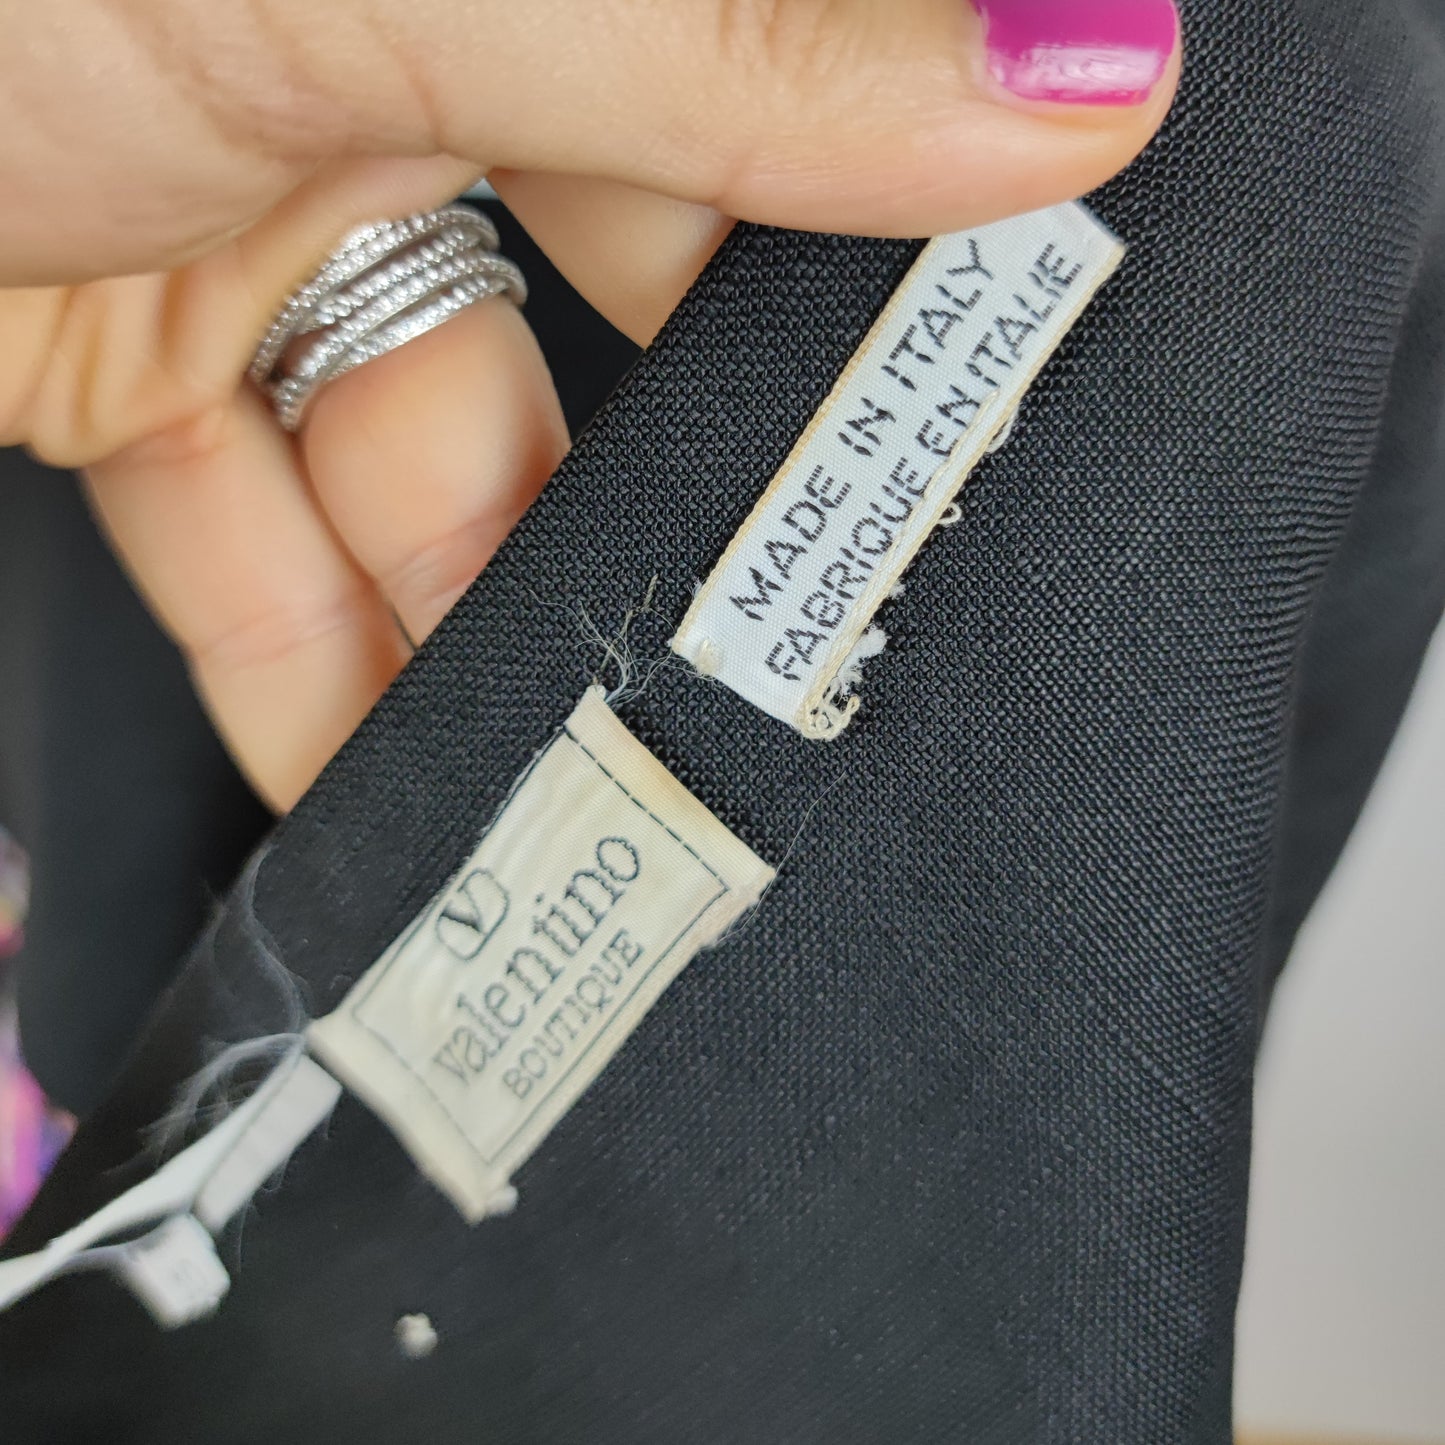 MADE IN ITALY
FABRIQUE EN ITALIE
V
valentino
BOUTIQUE